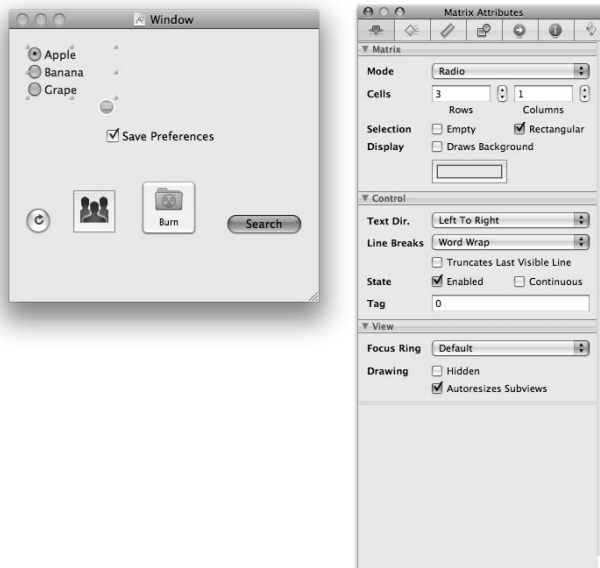 Window
Apple
Banana
Grape
Save Preferences
Burn
Search
Matrix Attributes
Matrix
Mode Radio
Cells 3 1
Rows Columns
Selection Empty Rectangular
Display Draws Background
Control
Text Dir. Left To Right
Line Breaks Word Wrap
Truncates Last Visible Line
State Enabled Continuous
Tag 0
View
Focus Ring Default
Drawing Hidden
Autoresizes Subviews